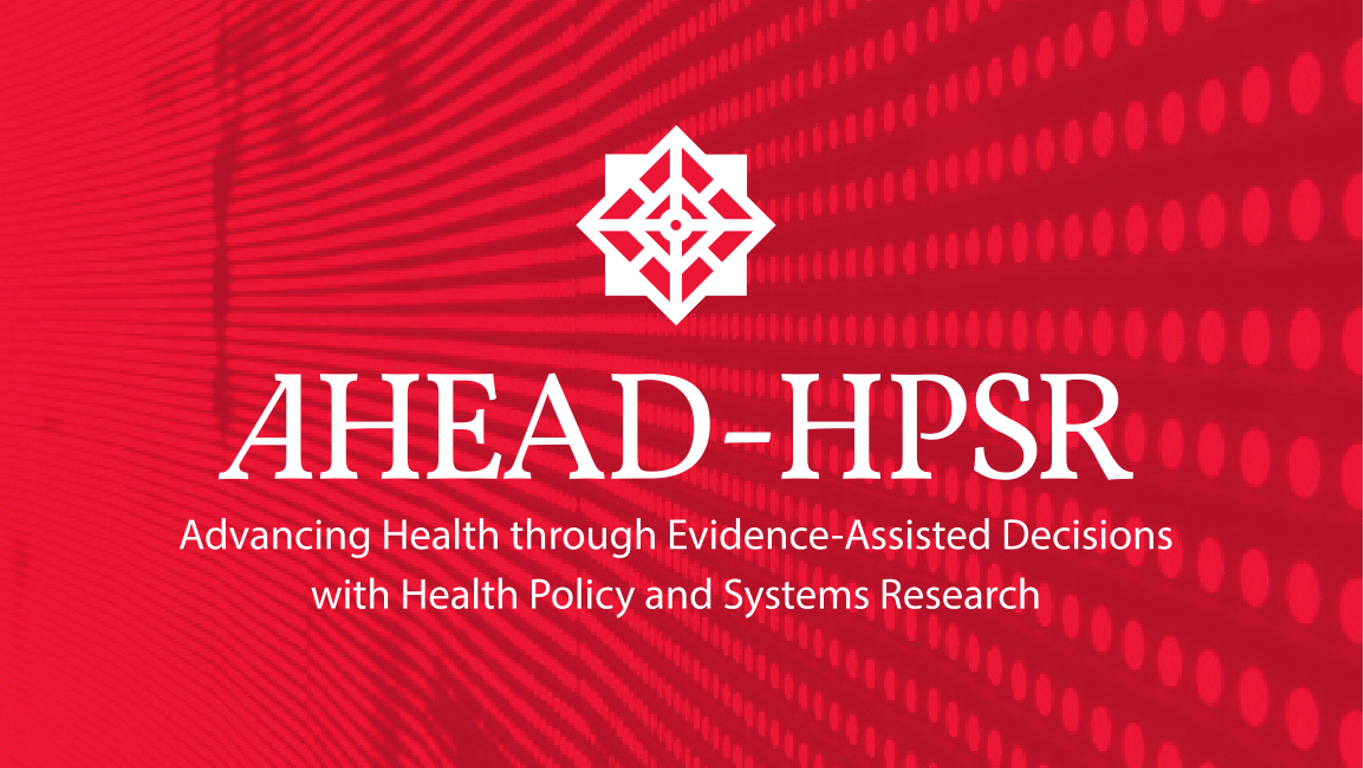 AHEAD-HPSR
Advancing Health through Evidence-Assisted Decisions
with Health Policy and Systems Research